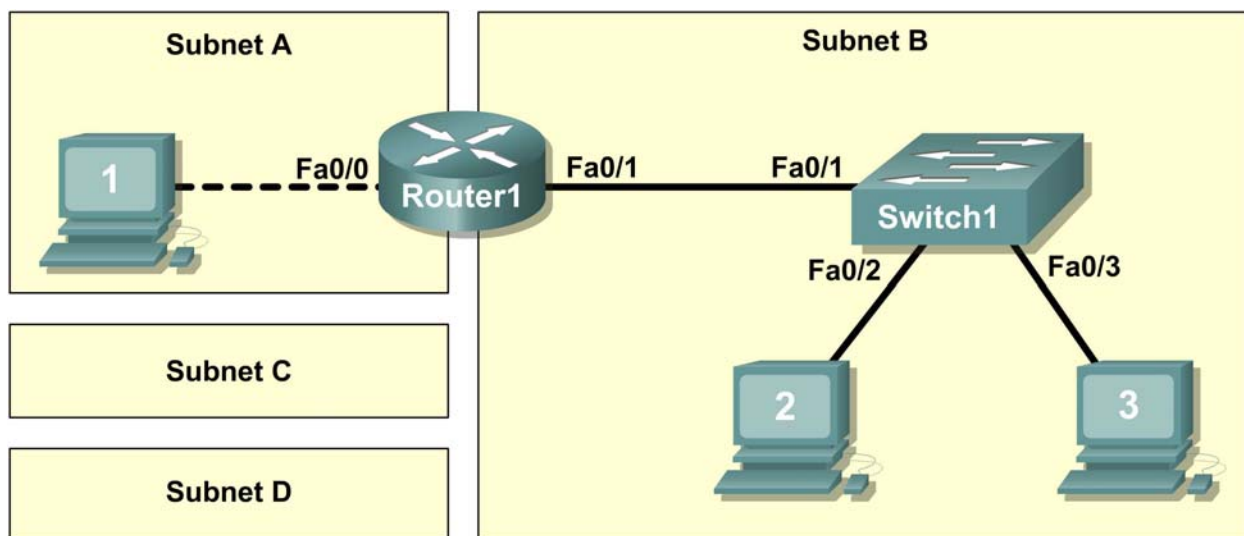 Subnet A
Subnet B
1
Fa0/0
Router1
Fa0/1
Fa0/1
Switch1
Fa0/2
Fa0/3
Subnet C
2
3
Subnet D